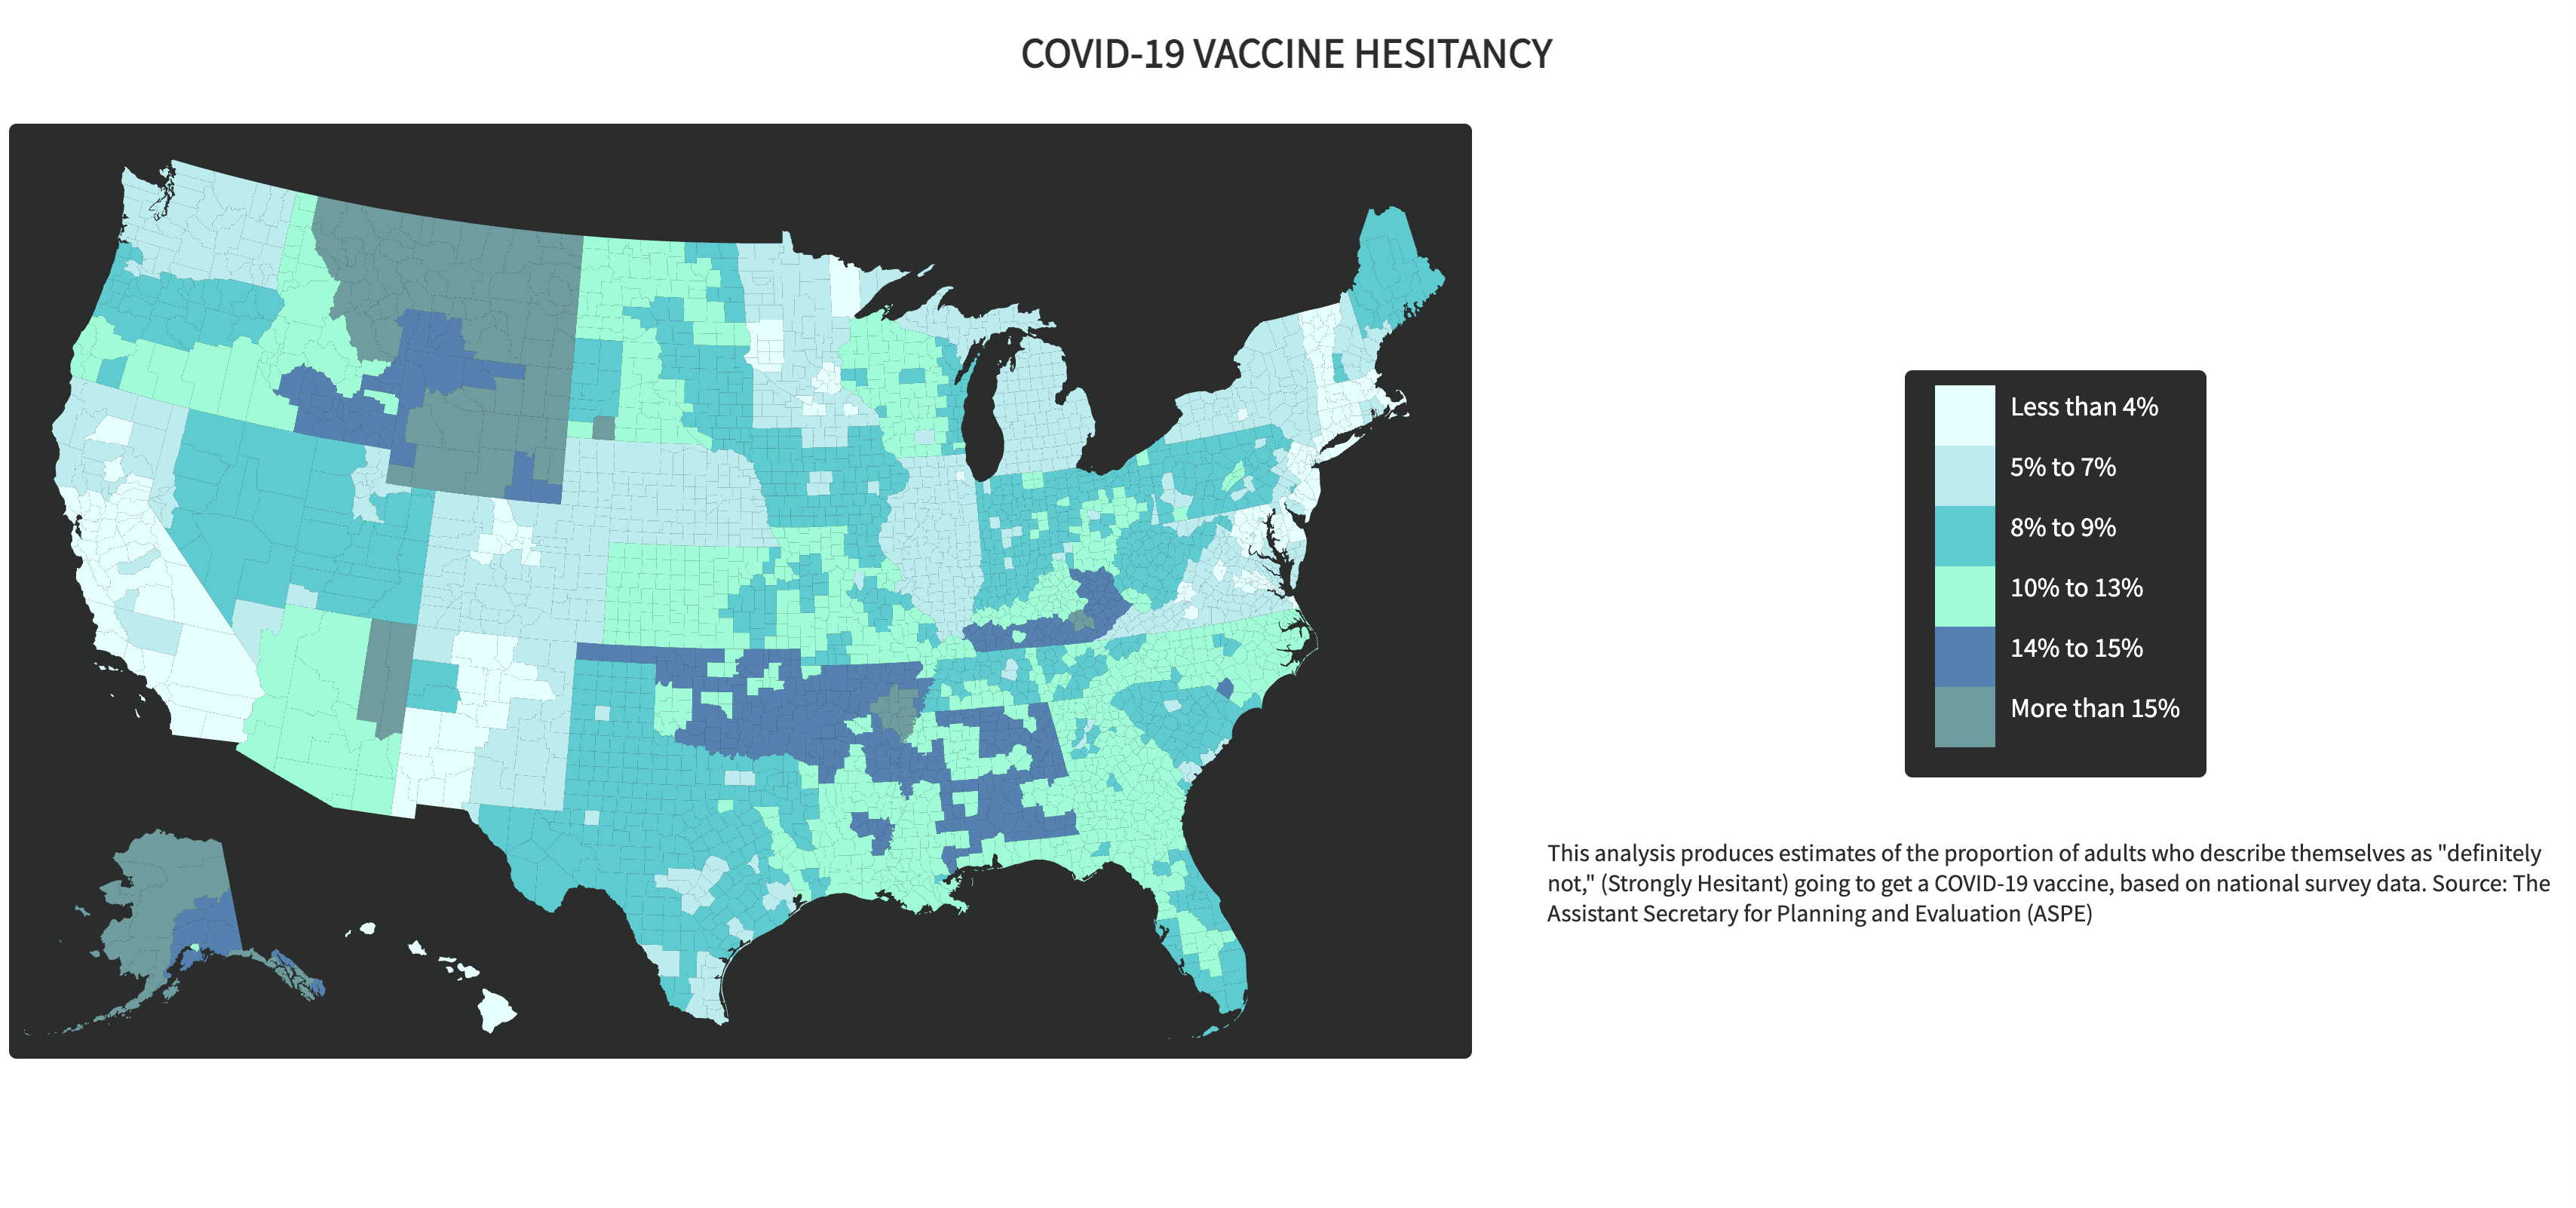 COVID-19 VACCINE HESITANCY
Less than 4%
5% to 7%
8% to 9%
10% to 13%
14% to 15%
More than 15%
This analysis produces estimates of the proportion of adults who describe themselves as "definitely
not," (Strongly Hesitant) going to get a COVID-19 vaccine, based on national survey data. Source: The
Assistant Secretary for Planning and Evaluation (ASPE)